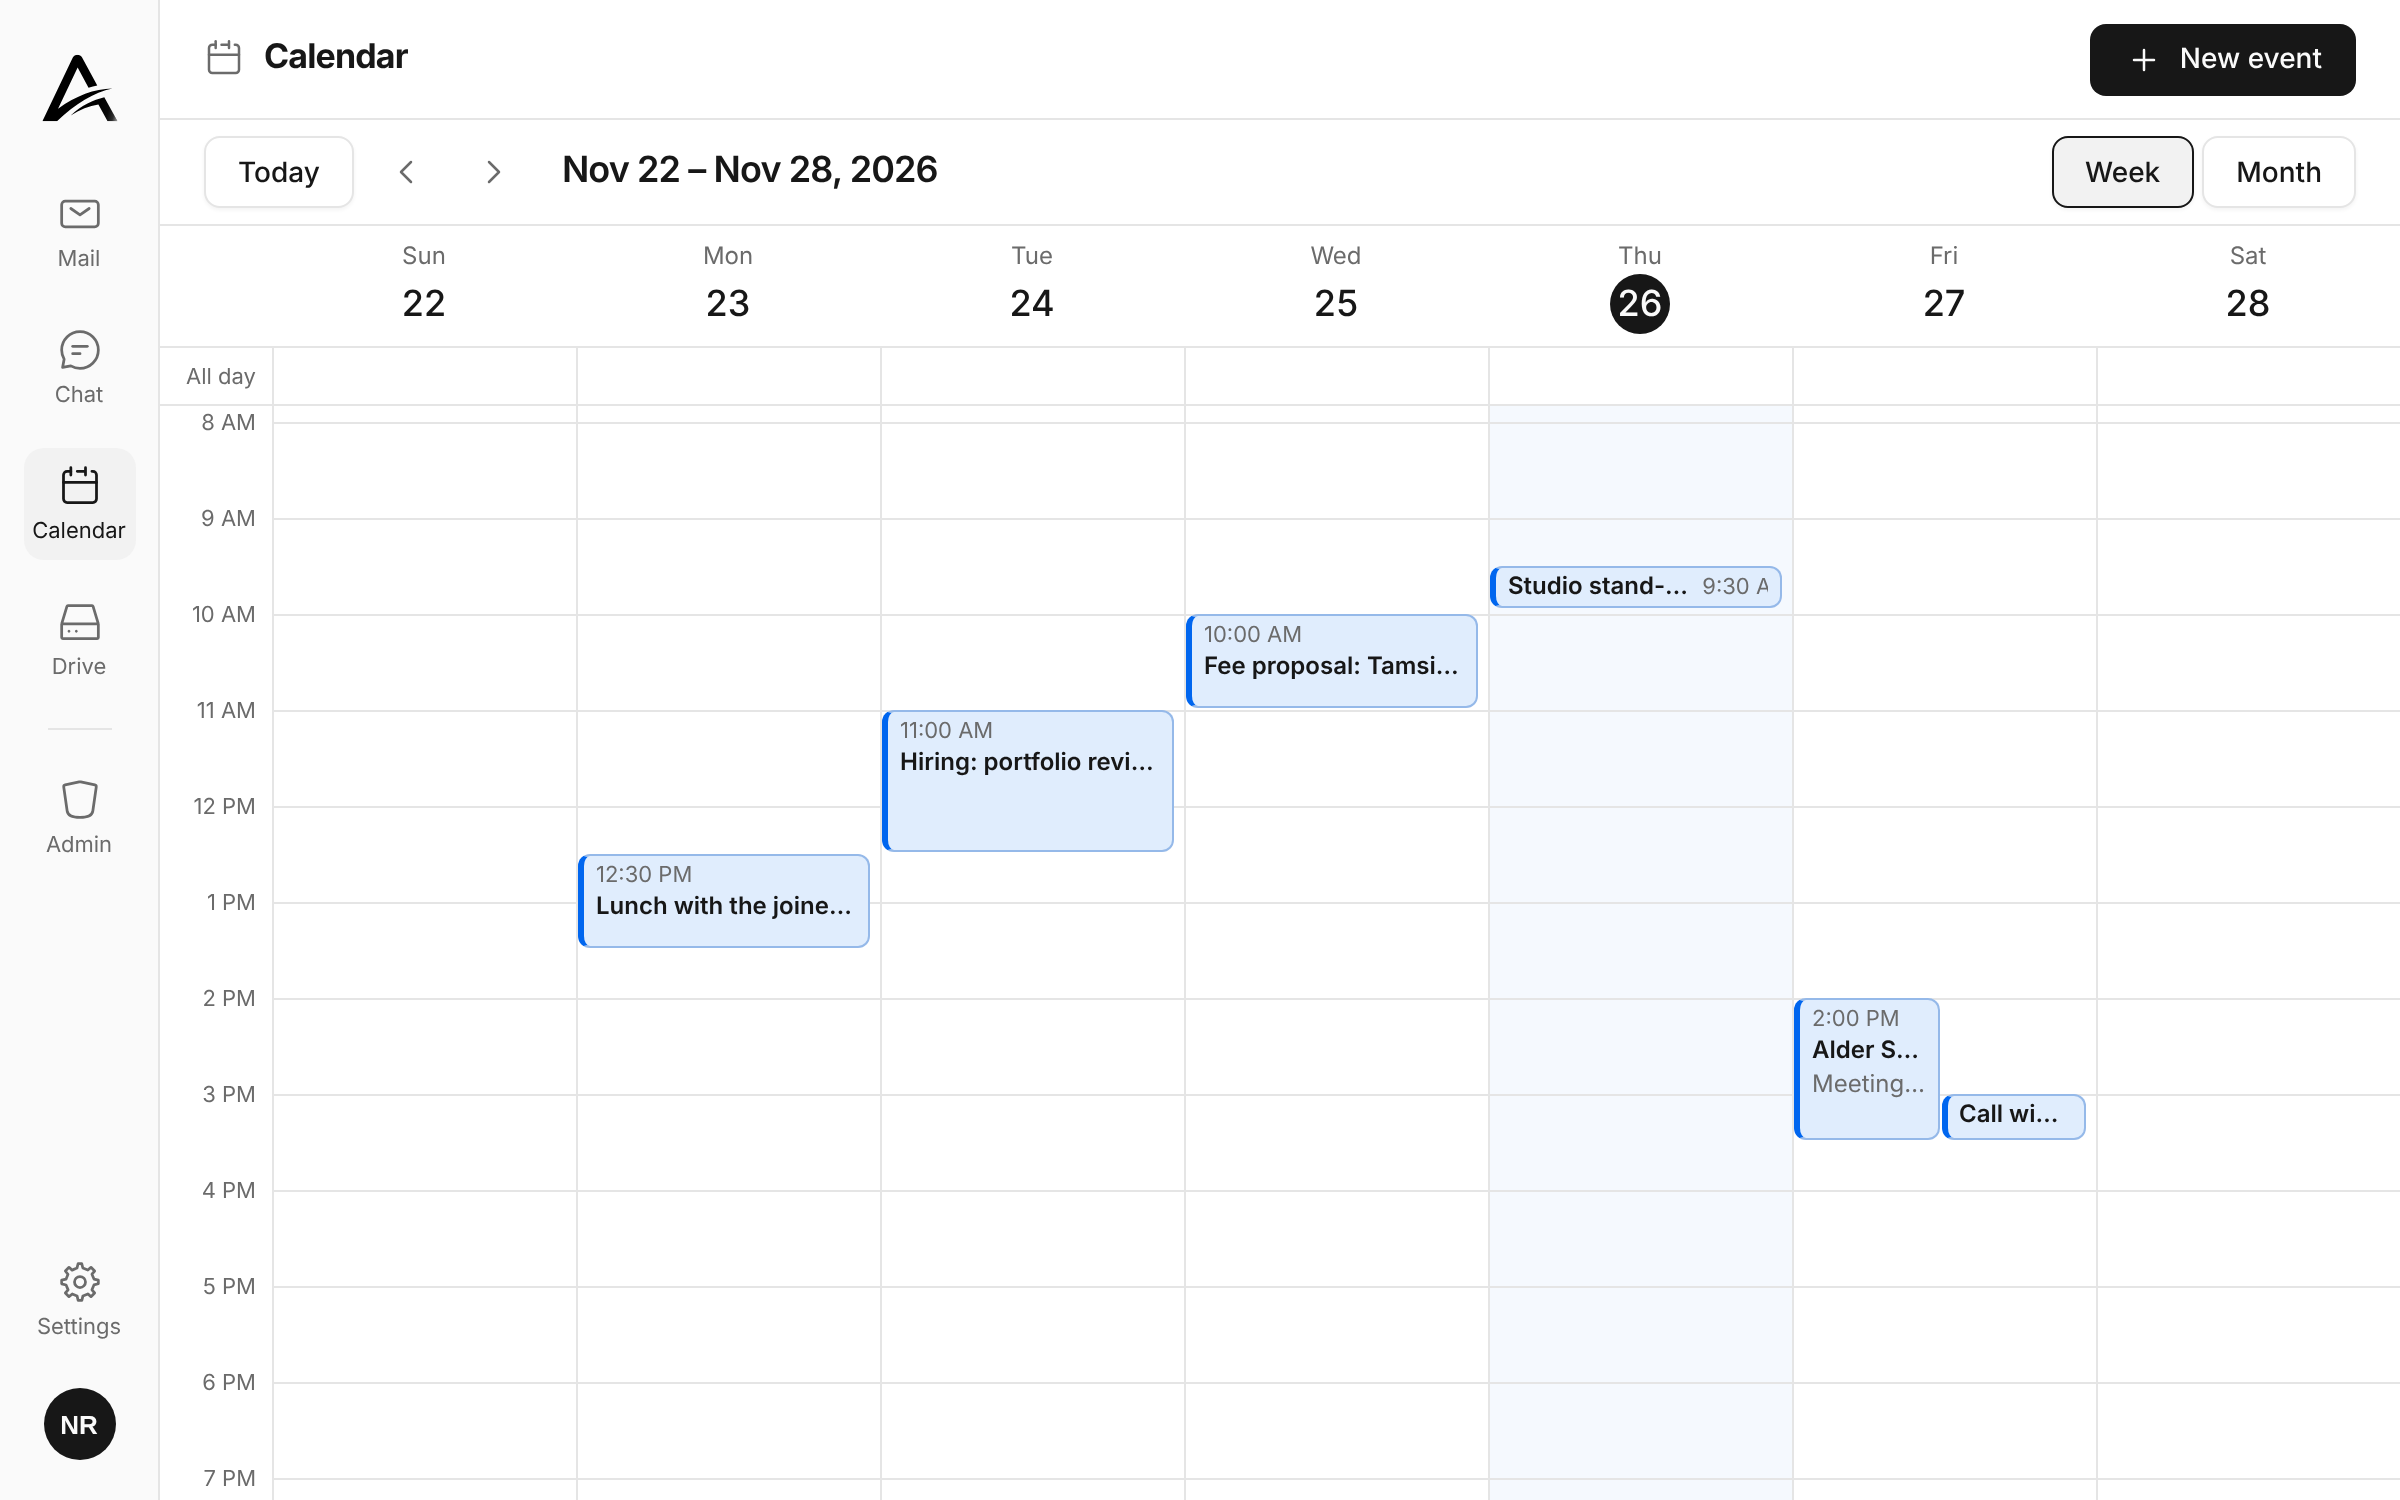 Calendar
New event
Today
Nov 22 – Nov 28, 2026
Week
Month
Mail
Chat
Calendar
Drive
Admin
Settings
NR
Sun
22
Mon
23
Tue
24
Wed
25
Thu
26
Fri
27
Sat
28
All day
8 AM
9 AM
10 AM
11 AM
12 PM
1 PM
2 PM
3 PM
4 PM
5 PM
6 PM
7 PM
12:30 PM
Lunch with the joine...
11:00 AM
Hiring: portfolio revi...
10:00 AM
Fee proposal: Tamsi...
Studio stand-... 9:30 A
2:00 PM
Alder S...
Meeting...
Call wi...